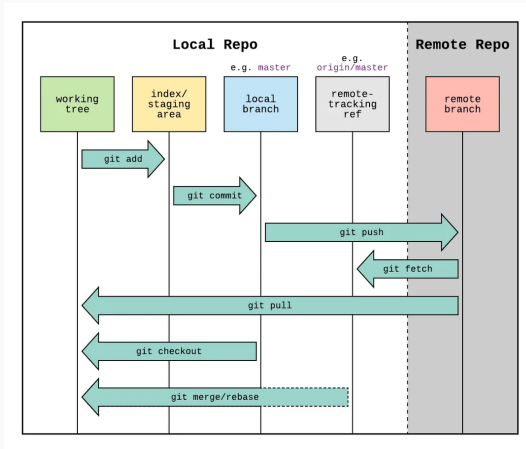 Local Repo
Remote Repo
e.g. master
e.g.
origin/master
working
tree
index/
staging
area
local
branch
remote-
tracking
ref
remote
branch
git add
git commit
git push
git fetch
git pull
git checkout
git merge/rebase